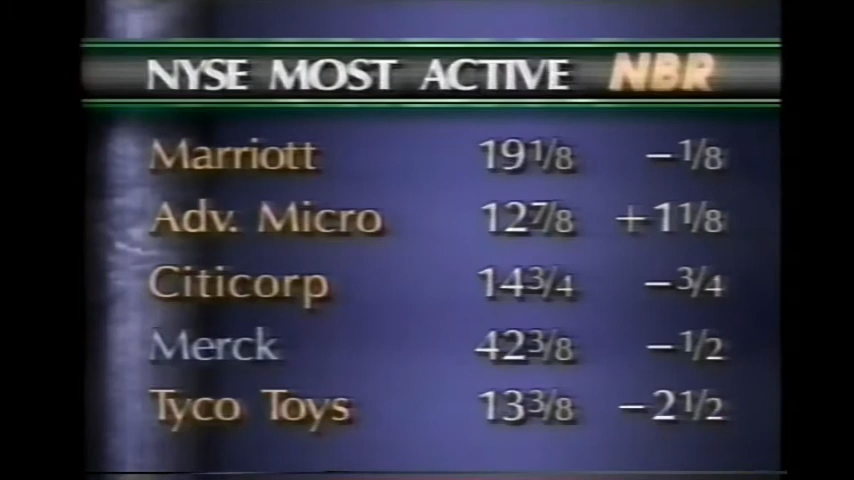 NYSE MOST ACTIVE NBR
Marriott 19 1/8 −1/8
Adv. Micro 12 7/8 +1 1/8
Citicorp 14 3/4 −3/4
Merck 42 3/8 −1/2
Tyco Toys 13 3/8 −2 1/2